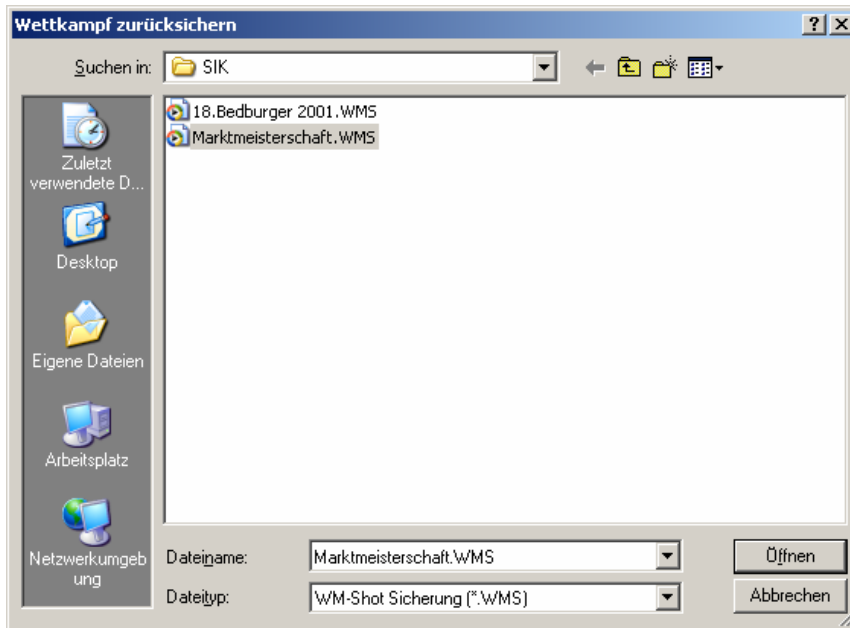 Wettkampf zurücksichern
Suchen in:
SIK
18.Bedburger 2001.WMS
Marktmeisterschaft.WMS
Zuletzt
verwendete D...
Desktop
Eigene Dateien
Arbeitsplatz
Netzwerkumgeb
ung
Dateiname:
Marktmeisterschaft.WMS
Öffnen
Dateityp:
WM-Shot Sicherung (*.WMS)
Abbrechen